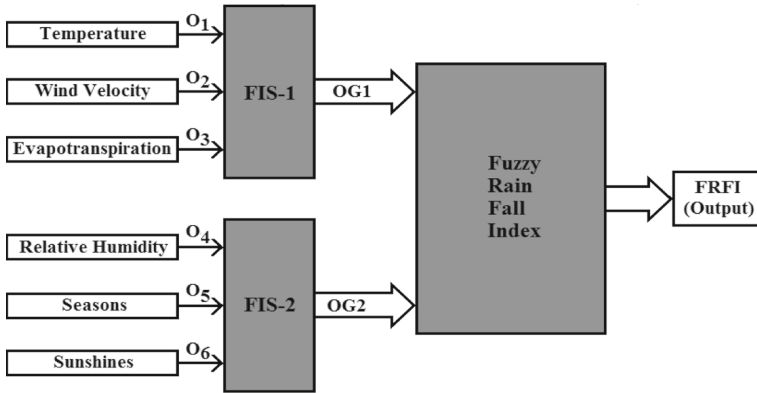 Temperature
O1
Wind Velocity
O2
Evapotranspiration
O3
FIS-1
OG1
Relative Humidity
O4
Seasons
O5
Sunshines
O6
FIS-2
OG2
Fuzzy
Rain
Fall
Index
FRFI
(Output)